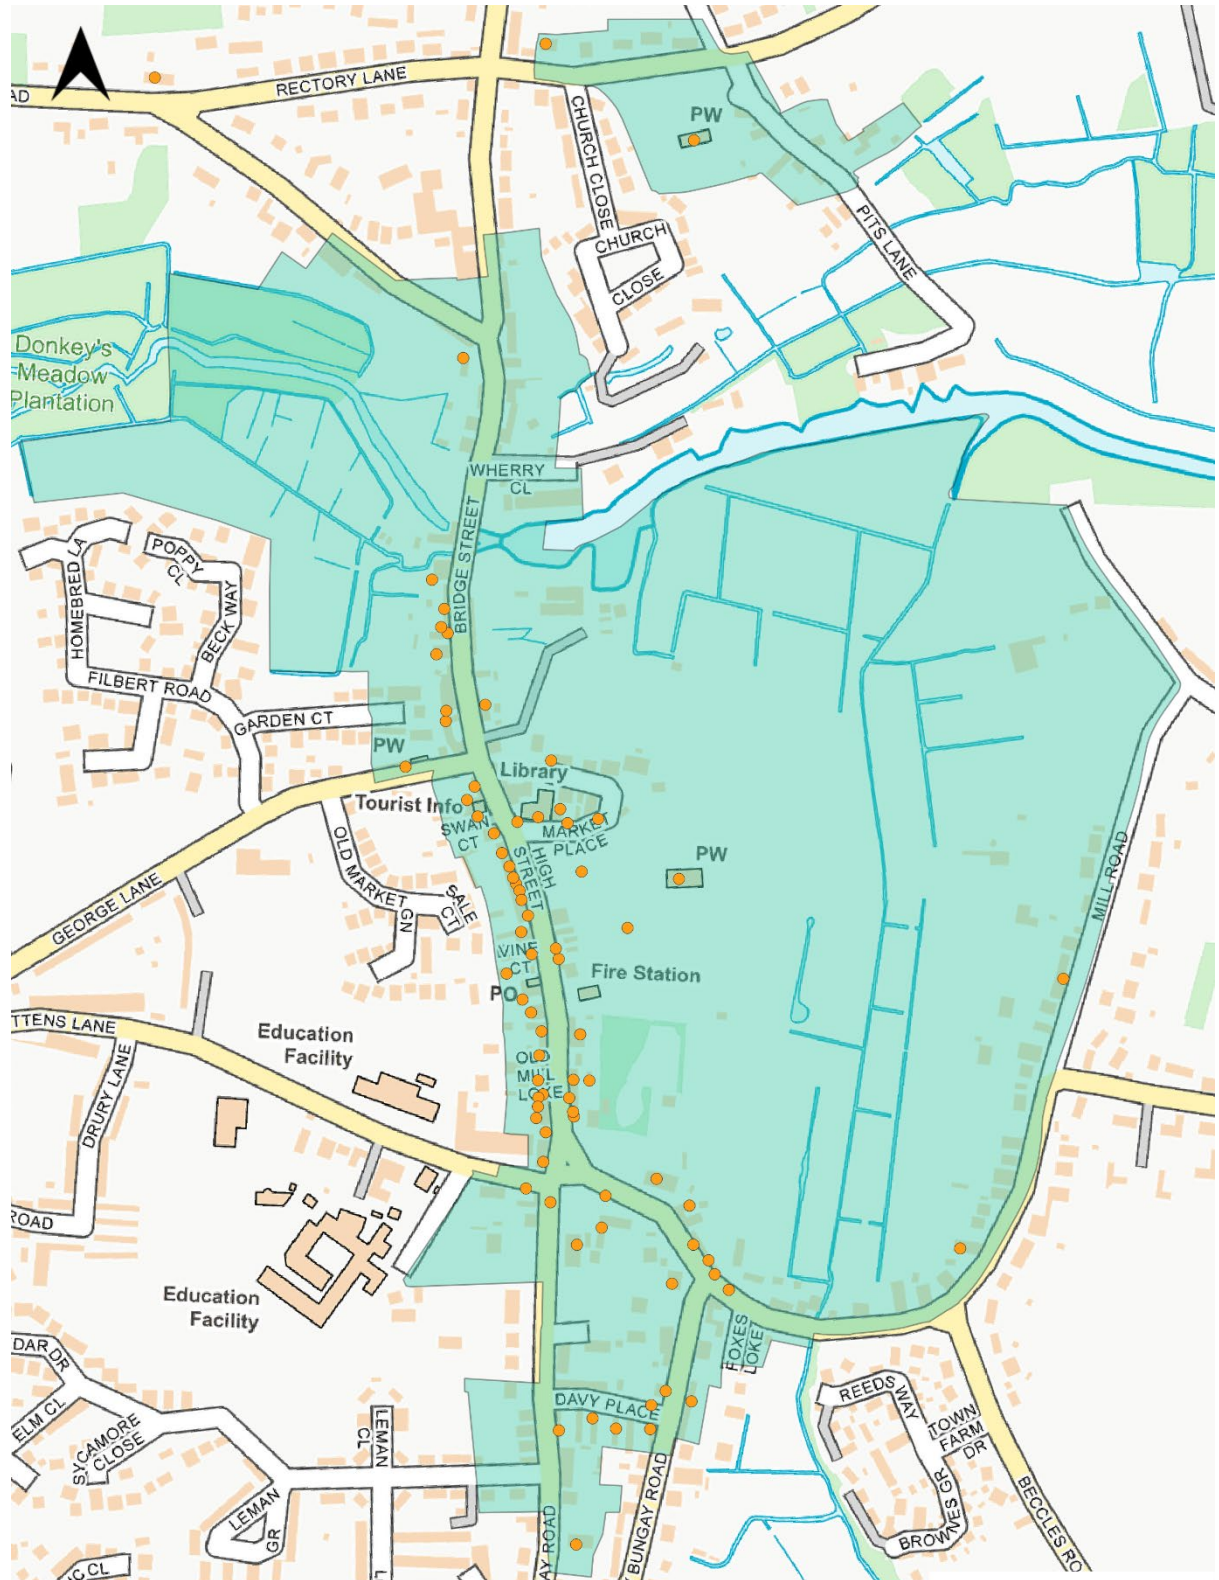 AD
RECTORY LANE
PW
CHURCH CLOSE
CHURCH
CLOSE
PITS LANE
Donkey's
Meadow
Plantation
WHERRY
CL
BRIDGE STREET
HOMEBRED LA
POPPY
CL
BECK WAY
FILBERT ROAD
GARDEN CT
PW
Library
Tourist Info
SWAN
CT
MARKET
PLACE
HIGH
STREET
PW
OLD MARKET GN
SALE
CT
GEORGE LANE
MILL ROAD
VINE
CT
Fire Station
PO
TTENS LANE
Education
Facility
DRURY LANE
OLD
MILL
LOKE
ROAD
Education
Facility
FOXES
LOKE
DAR DR
ELM CL
SYCAMORE
CLOSE
LEMAN
CL
DAVY PLACE
REEDS
WAY
TOWN
FARM
DR
LEMAN
GR
BROWNES GR
BECCLES RO
AY ROAD
BUNGAY ROAD
IC CL